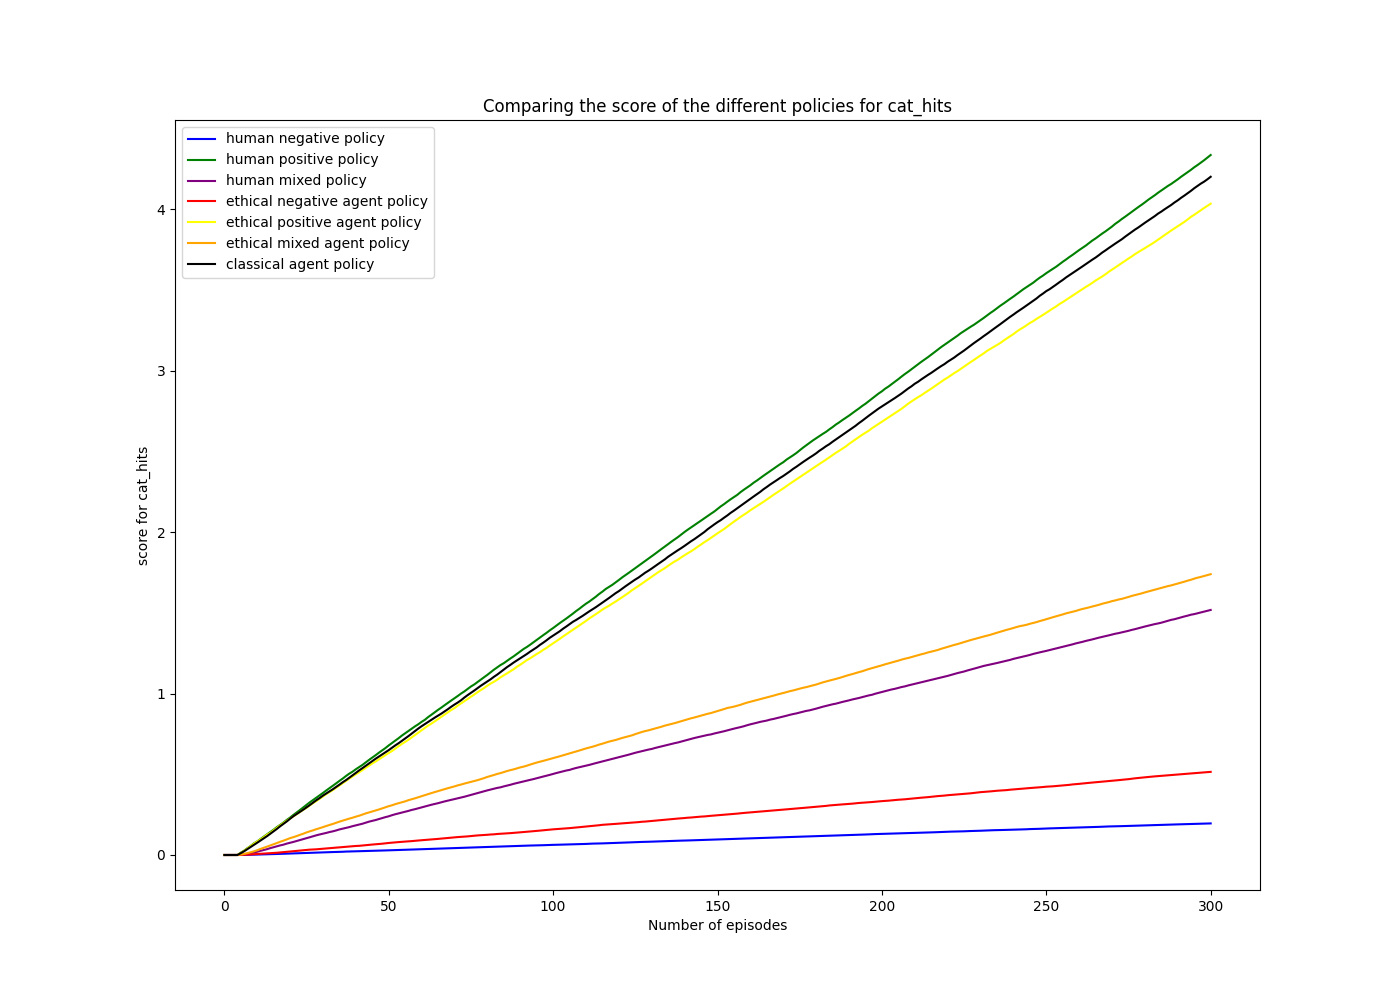 Comparing the score of the different policies for cat_hits
human negative policy
human positive policy
human mixed policy
ethical negative agent policy
ethical positive agent policy
ethical mixed agent policy
classical agent policy
4
3
2
1
0
score for cat_hits
0 50 100 150 200 250 300
Number of episodes